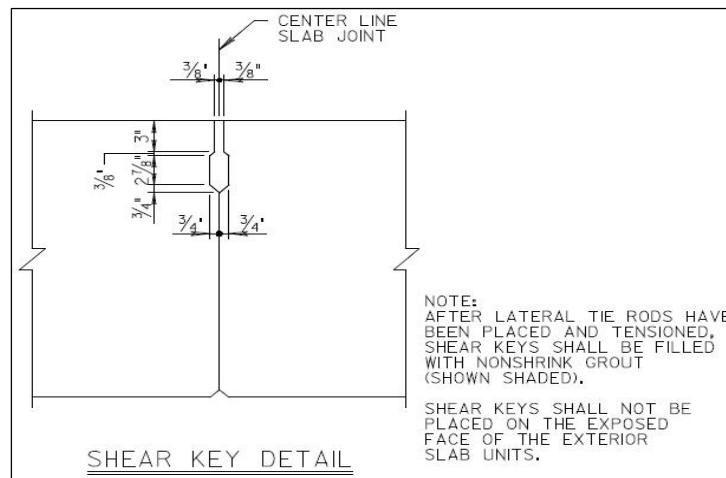 CENTER LINE
SLAB JOINT
3/8" 3/8"
3"
3/8"
2 7/8"
3/4"
3/4" 3/4"
NOTE:
AFTER LATERAL TIE RODS HAVE
BEEN PLACED AND TENSIONED,
SHEAR KEYS SHALL BE FILLED
WITH NONSHRINK GROUT
(SHOWN SHADED).
SHEAR KEYS SHALL NOT BE
PLACED ON THE EXPOSED
FACE OF THE EXTERIOR
SLAB UNITS.
SHEAR KEY DETAIL